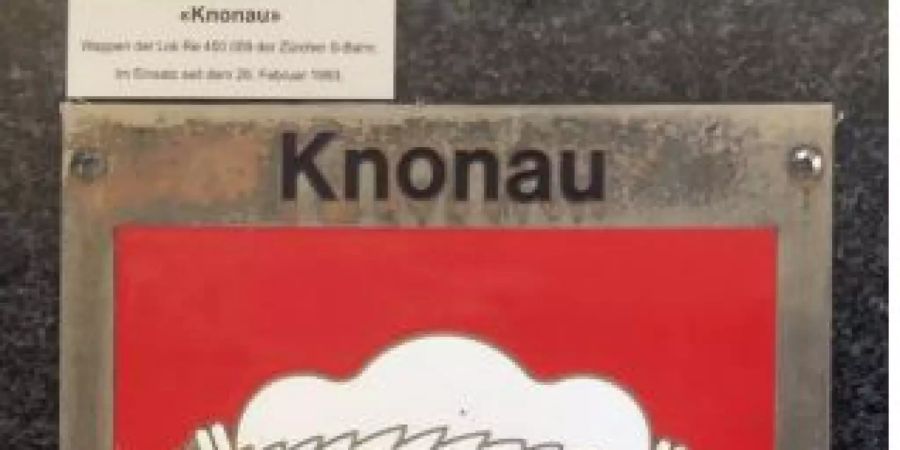 «Knonau»
Wappen der Lok Re 450 der Zürcher S-Bahn.
Im Einsatz seit dem Februar
Knonau